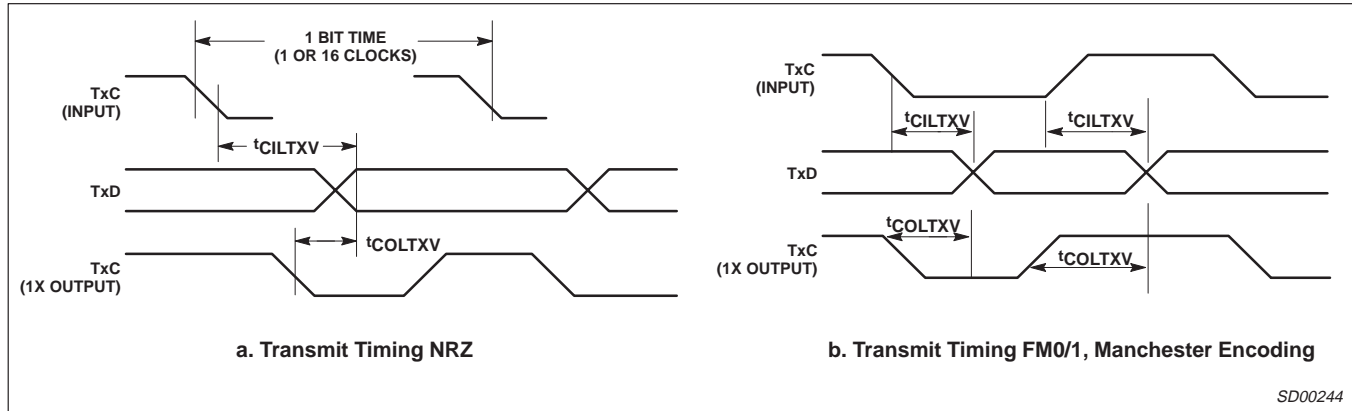 1 BIT TIME
(1 OR 16 CLOCKS)
TxC
(INPUT)
tCILTXV
TxD
tCOLTXV
TxC
(1X OUTPUT)
a. Transmit Timing NRZ
TxC
(INPUT)
tCILTXV
tCILTXV
TxD
tCOLTXV
tCOLTXV
TxC
(1X OUTPUT)
b. Transmit Timing FM0/1, Manchester Encoding
SD00244